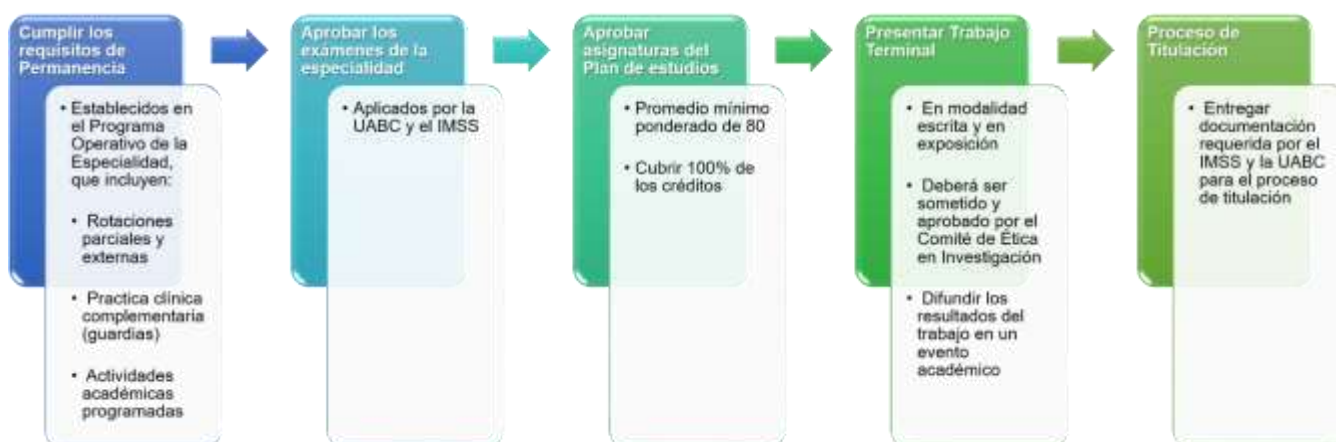 Cumplir los
requisitos de
Permanencia
• Establecidos en
el Programa
Operativo de la
Especialidad,
que incluyen:
• Rotaciones
parciales y
externas
• Practica clínica
complementaria
(guardias)
• Actividades
académicas
programadas
Aprobar los
exámenes de la
especialidad
• Aplicados por la
UABC y el IMSS
Aprobar
asignaturas del
Plan de estudios
• Promedio mínimo
ponderado de 80
• Cubrir 100% de
los créditos
Presentar Trabajo
Terminal
• En modalidad
escrita y en
exposición
• Deberá ser
sometido y
aprobado por el
Comité de Ética
en Investigación
• Difundir los
resultados del
trabajo en un
evento
académico
Proceso de
Titulación
• Entregar
documentación
requerida por el
IMSS y la UABC
para el proceso
de titulación